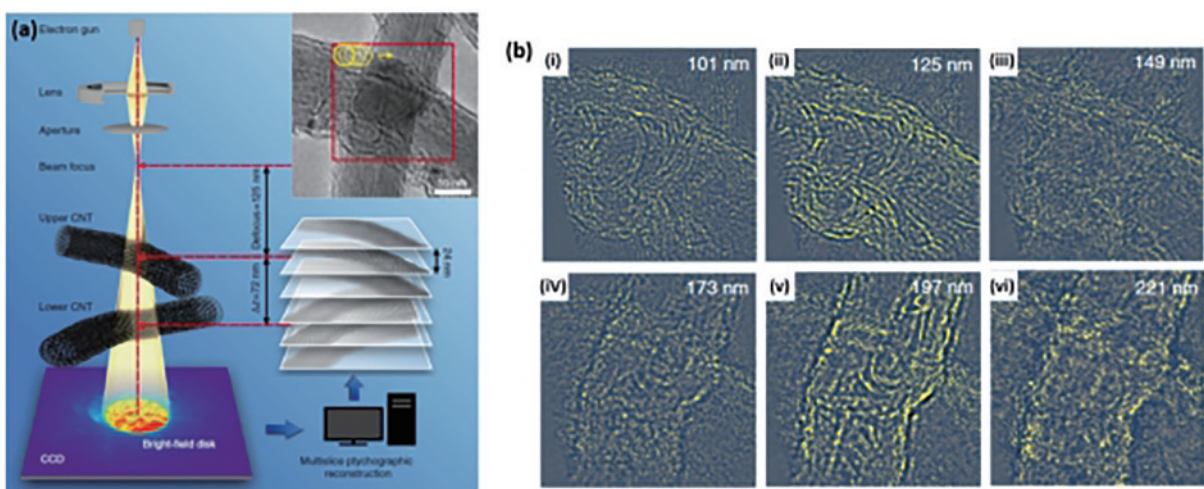 (a)
Electron gun
Lens
Aperture
Beam focus
Upper CNT
Lower CNT
CCD
Bright-field disk
Defocus=125 nm
Δz=72 nm
24 nm
10 nm
Multislice ptychographic
reconstruction
(b)
(i) 101 nm
(ii) 125 nm
(iii) 149 nm
(iV) 173 nm
(v) 197 nm
(vi) 221 nm